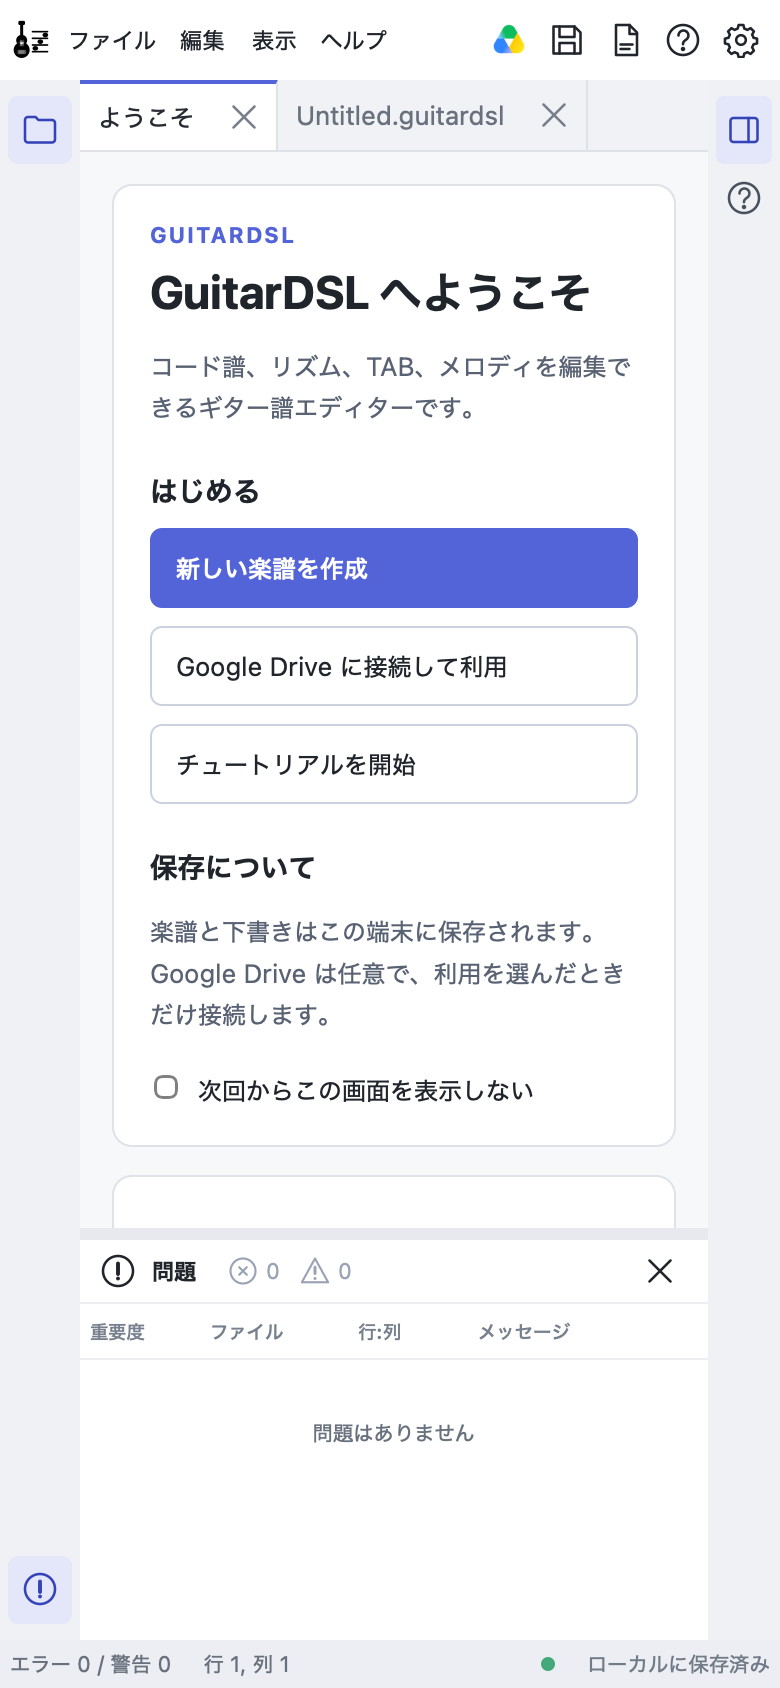 ファイル 編集 表示 ヘルプ
ようこそ Untitled.guitardsl
GUITARDSL
GuitarDSL へようこそ
コード譜、リズム、TAB、メロディを編集で
きるギター譜エディターです。
はじめる
新しい楽譜を作成
Google Drive に接続して利用
チュートリアルを開始
保存について
楽譜と下書きはこの端末に保存されます。
Google Drive は任意で、利用を選んだとき
だけ接続します。
次回からこの画面を表示しない
問題 0 0
重要度 ファイル 行:列 メッセージ
問題はありません
エラー 0 / 警告 0 行 1, 列 1 ローカルに保存済み